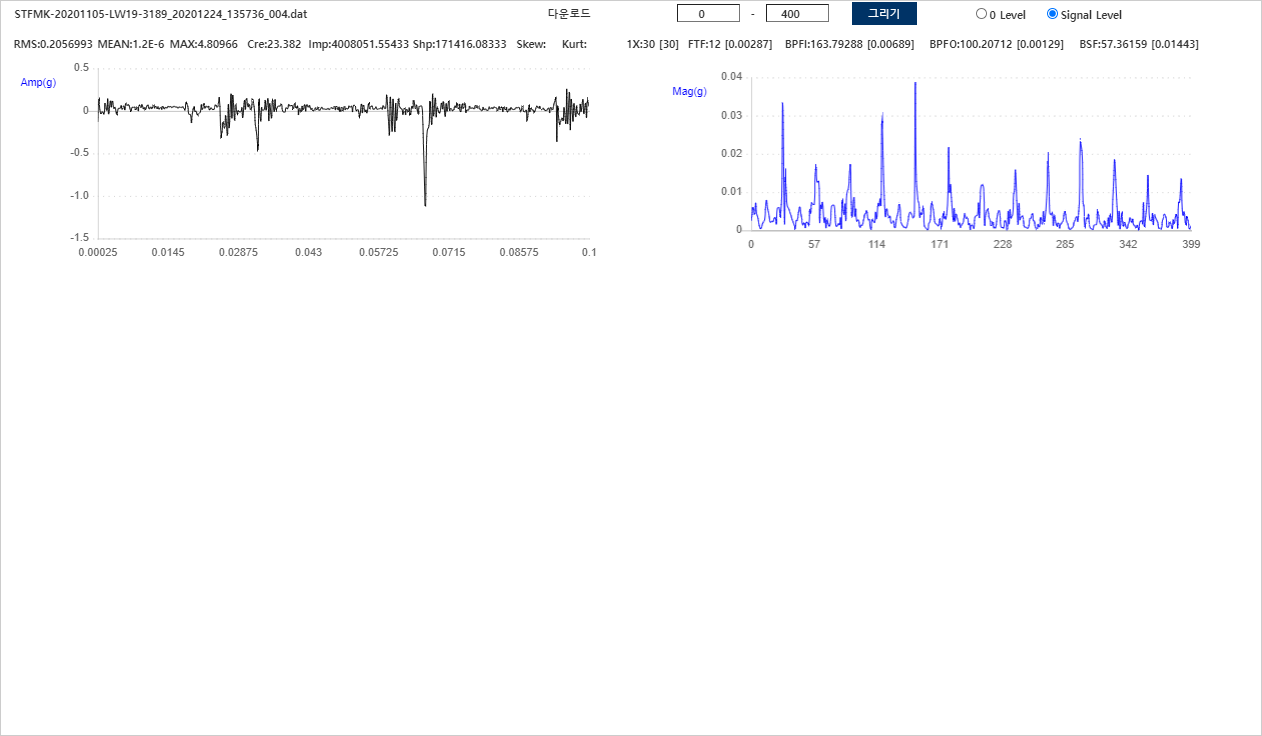 STFMK-20201105-LW19-3189_20201224_135736_004.dat 다운로드 0 - 400 그리기 0 Level Signal Level
RMS:0.2056993 MEAN:1.2E-6 MAX:4.80966 Cre:23.382 Imp:4008051.55433 Shp:171416.08333 Skew: Kurt: 1X:30 [30] FTF:12 [0.00287] BPFI:163.79288 [0.00689] BPFO:100.20712 [0.00129] BSF:57.36159 [0.01443]
Amp(g)
0.5
0
-0.5
-1.0
-1.5
0.00025 0.0145 0.02875 0.043 0.05725 0.0715 0.08575 0.1
Mag(g)
0.04
0.03
0.02
0.01
0
0 57 114 171 228 285 342 399